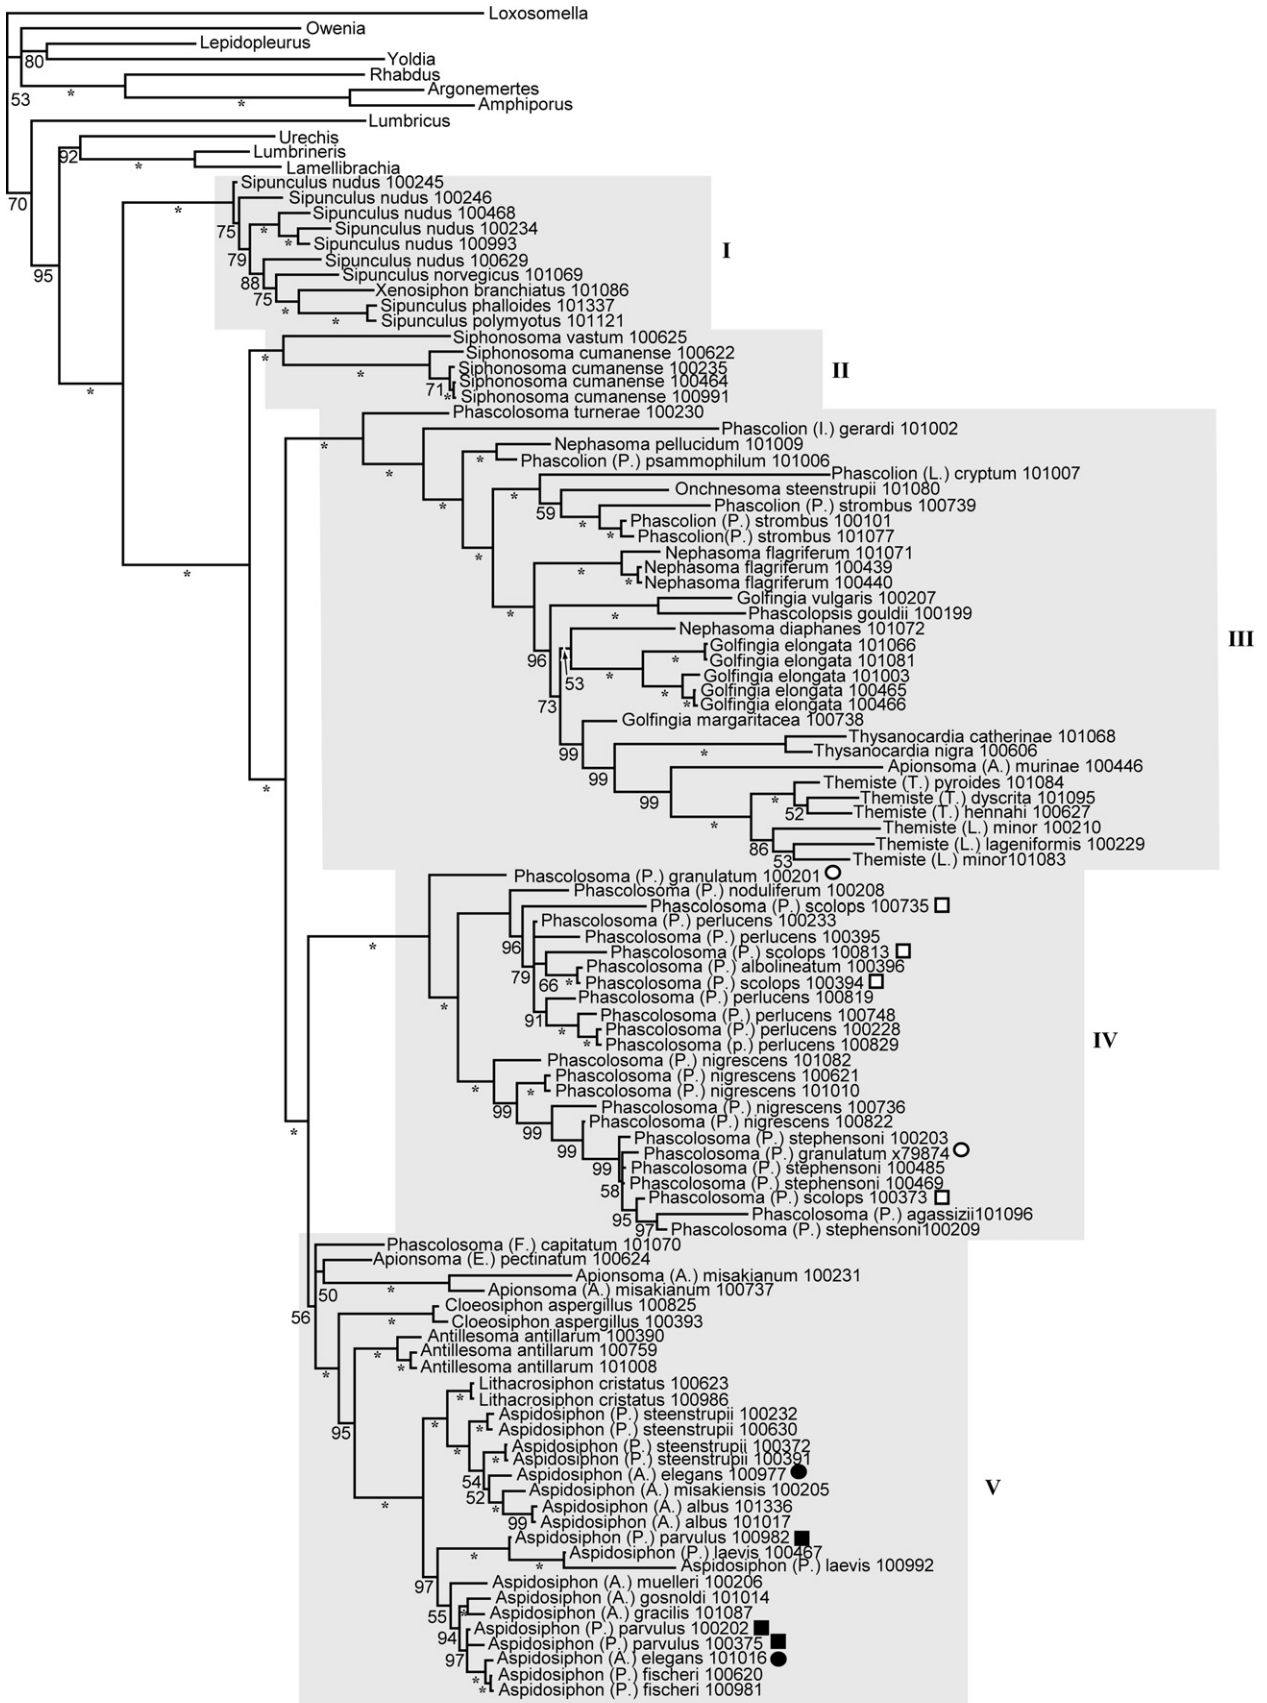 Loxosomella
Owenia
Lepidopleurus
80
Yoldia
Rhabdus
*
53
Argonemertes
*
Amphiporus
Lumbricus
Urechis
92
Lumbrineris
*
Lamellibrachia
70
Sipunculus nudus 100245
*
Sipunculus nudus 100246
Sipunculus nudus 100468
75
*
Sipunculus nudus 100234
*
Sipunculus nudus 100993
79
Sipunculus nudus 100629
I
95
88
Sipunculus norvegicus 101069
75
Xenosiphon branchiatus 101086
*
Sipunculus phalloides 101337
*
Sipunculus polymyotus 101121
Siphonosoma vastum 100625
*
Siphonosoma cumanense 100622
*
Siphonosoma cumanense 100235
II
71
Siphonosoma cumanense 100464
*
*
Siphonosoma cumanense 100991
Phascolosoma turnerae 100230
*
Phascolion (I.) gerardi 101002
*
Nephasoma pellucidum 101009
*
Phascolion (P.) psammophilum 101006
*
Phascolion (L.) cryptum 101007
*
Onchnesoma steenstrupii 101080
59
Phascolion (P.) strombus 100739
*
Phascolion (P.) strombus 100101
*
Phascolion(P.) strombus 101077
*
Nephasoma flagriferum 101071
*
*
Nephasoma flagriferum 100439
*
Nephasoma flagriferum 100440
*
Golfingia vulgaris 100207
*
Phascolopsis gouldii 100199
Nephasoma diaphanes 101072
III
96
Golfingia elongata 101066
*
Golfingia elongata 101081
53
*
Golfingia elongata 101003
*
Golfingia elongata 100465
73
*
Golfingia elongata 100466
Golfingia margaritacea 100738
99
Thysanocardia catherinae 101068
*
Thysanocardia nigra 100606
99
Apionsoma (A.) murinae 100446
*
99
Themiste (T.) pyroides 101084
*
Themiste (T.) dyscrita 101095
52
Themiste (T.) hennahi 100627
*
Themiste (L.) minor 100210
86
Themiste (L.) lageniformis 100229
53
Themiste (L.) minor101083
Phascolosoma (P.) granulatum 100201
Phascolosoma (P.) noduliferum 100208
Phascolosoma (P.) scolops 100735
Phascolosoma (P.) perlucens 100233
*
96
Phascolosoma (P.) perlucens 100395
Phascolosoma (P.) scolops 100813
Phascolosoma (P.) albolineatum 100396
79
66
*
Phascolosoma (P.) scolops 100394
*
Phascolosoma (P.) perlucens 100819
91
Phascolosoma (P.) perlucens 100748
*
Phascolosoma (P.) perlucens 100228
*
Phascolosoma (p.) perlucens 100829
IV
Phascolosoma (P.) nigrescens 101082
*
Phascolosoma (P.) nigrescens 100621
*
Phascolosoma (P.) nigrescens 101010
99
Phascolosoma (P.) nigrescens 100736
*
99
Phascolosoma (P.) nigrescens 100822
Phascolosoma (P.) stephensoni 100203
99
Phascolosoma (P.) granulatum x79874
99
Phascolosoma (P.) stephensoni 100485
58
Phascolosoma (P.) stephensoni 100469
Phascolosoma (P.) scolops 100373
95
Phascolosoma (P.) agassizii101096
97
Phascolosoma (P.) stephensoni100209
Phascolosoma (F.) capitatum 101070
Apionsoma (E.) pectinatum 100624
Apionsoma (A.) misakianum 100231
50
*
Apionsoma (A.) misakianum 100737
56
Cloeosiphon aspergillus 100825
*
Cloeosiphon aspergillus 100393
Antillesoma antillarum 100390
*
Antillesoma antillarum 100759
*
*
Antillesoma antillarum 101008
Lithacrosiphon cristatus 100623
*
Lithacrosiphon cristatus 100986
Aspidosiphon (P.) steenstrupii 100232
95
*
*
Aspidosiphon (P.) steenstrupii 100630
Aspidosiphon (P.) steenstrupii 100372
*
*
Aspidosiphon (P.) steenstrupii 100391
54
Aspidosiphon (A.) elegans 100977
V
52
Aspidosiphon (A.) misakiensis 100205
*
*
Aspidosiphon (A.) albus 101336
99
Aspidosiphon (A.) albus 101017
Aspidosiphon (P.) parvulus 100982
*
Aspidosiphon (P.) laevis 100467
*
Aspidosiphon (P.) laevis 100992
97
Aspidosiphon (A.) muelleri 100206
Aspidosiphon (A.) gosnoldi 101014
55
*
Aspidosiphon (A.) gracilis 101087
Aspidosiphon (P.) parvulus 100202
94
Aspidosiphon (P.) parvulus 100375
97
Aspidosiphon (A.) elegans 101016
*
Aspidosiphon (P.) fischeri 100620
*
Aspidosiphon (P.) fischeri 100981